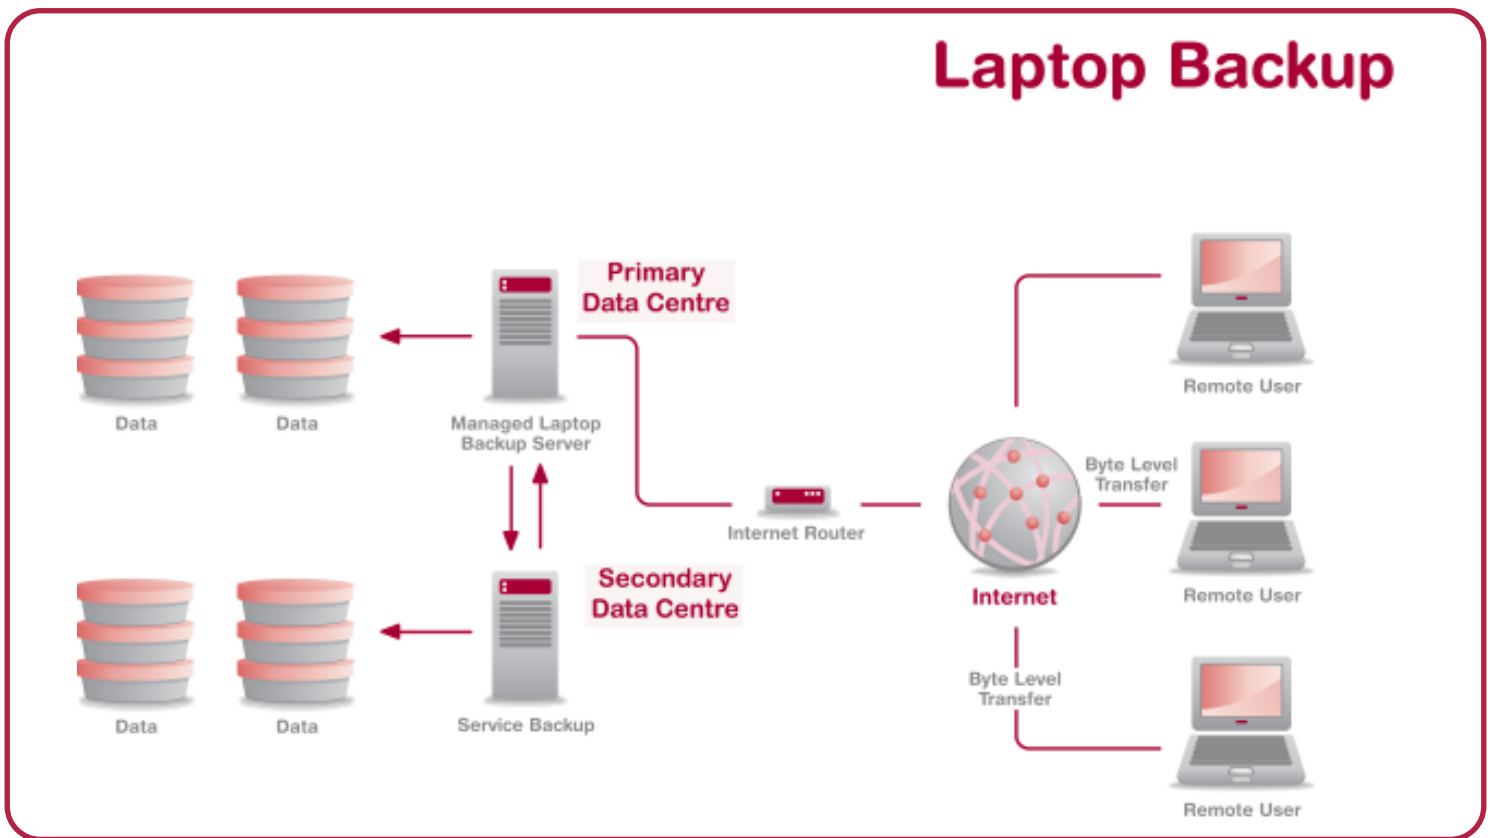 Laptop Backup
Primary
Data Centre
Data
Data
Managed Laptop
Backup Server
Remote User
Internet Router
Byte Level
Transfer
Internet
Remote User
Secondary
Data Centre
Data
Data
Service Backup
Byte Level
Transfer
Remote User